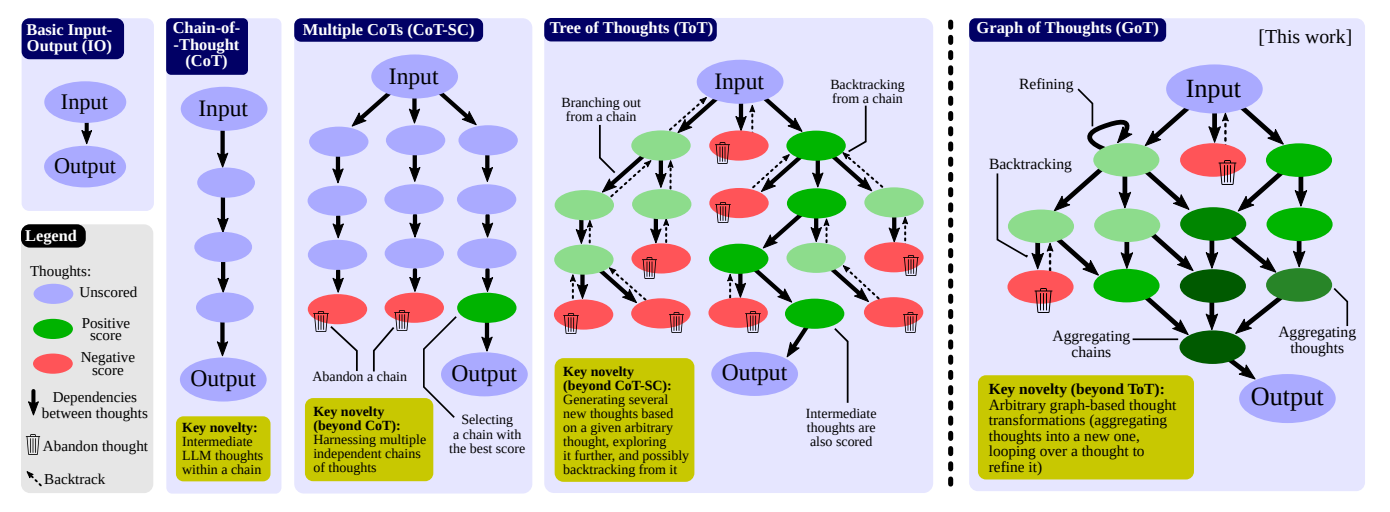 Basic Input-
Output (IO)
Input
Output
Legend
Thoughts:
Unscored
Positive
score
Negative
score
Dependencies
between thoughts
Abandon thought
Backtrack
Chain-of-
-Thought
(CoT)
Input
Output
Key novelty:
Intermediate
LLM thoughts
within a chain
Multiple CoTs (CoT-SC)
Input
Abandon a chain
Output
Key novelty
(beyond CoT):
Harnessing multiple
independent chains
of thoughts
Selecting
a chain with
the best score
Tree of Thoughts (ToT)
Input
Branching out
from a chain
Backtracking
from a chain
Output
Key novelty
(beyond CoT-SC):
Generating several
new thoughts based
on a given arbitrary
thought, exploring
it further, and possibly
backtracking from it
Intermediate
thoughts are
also scored
Graph of Thoughts (GoT)
[This work]
Refining
Input
Backtracking
Aggregating
chains
Aggregating
thoughts
Output
Key novelty (beyond ToT):
Arbitrary graph-based thought
transformations (aggregating
thoughts into a new one,
looping over a thought to
refine it)